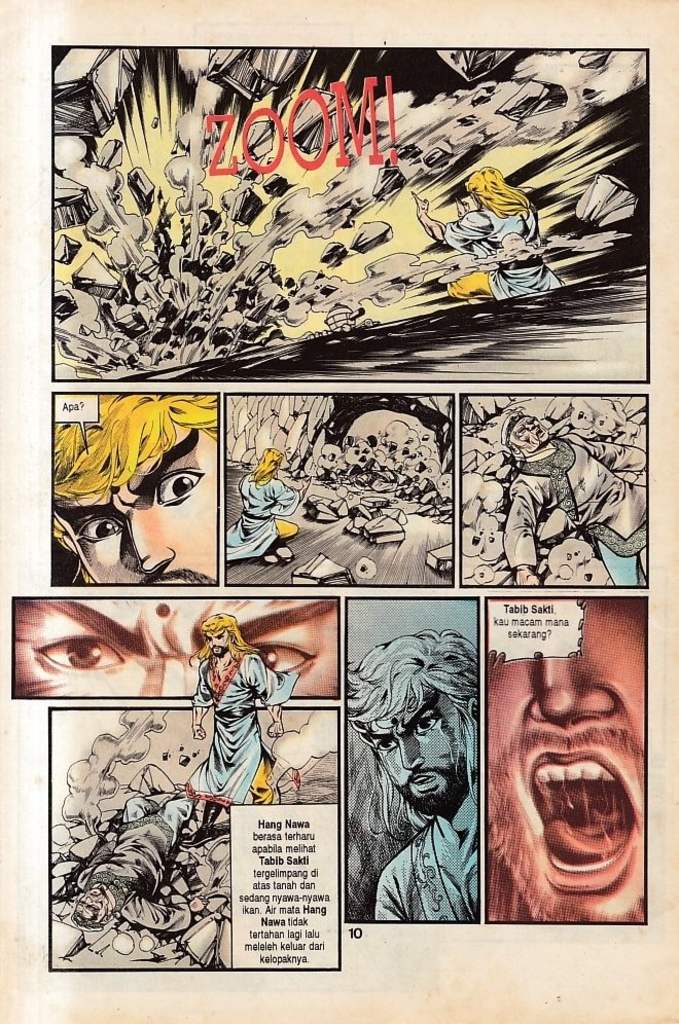 ZOOM!
Apa?
Hang Nawa
berasa terharu
apabila melihat
Tabib Sakti
tergelimpang di
atas tanah dan
sedang nyawa-nyawa
ikan. Air mata Hang
Nawa tidak
tertahan lagi lalu
meleleh keluar dari
kelopaknya.
Tabib Sakti,
kau macam mana
sekarang?
10